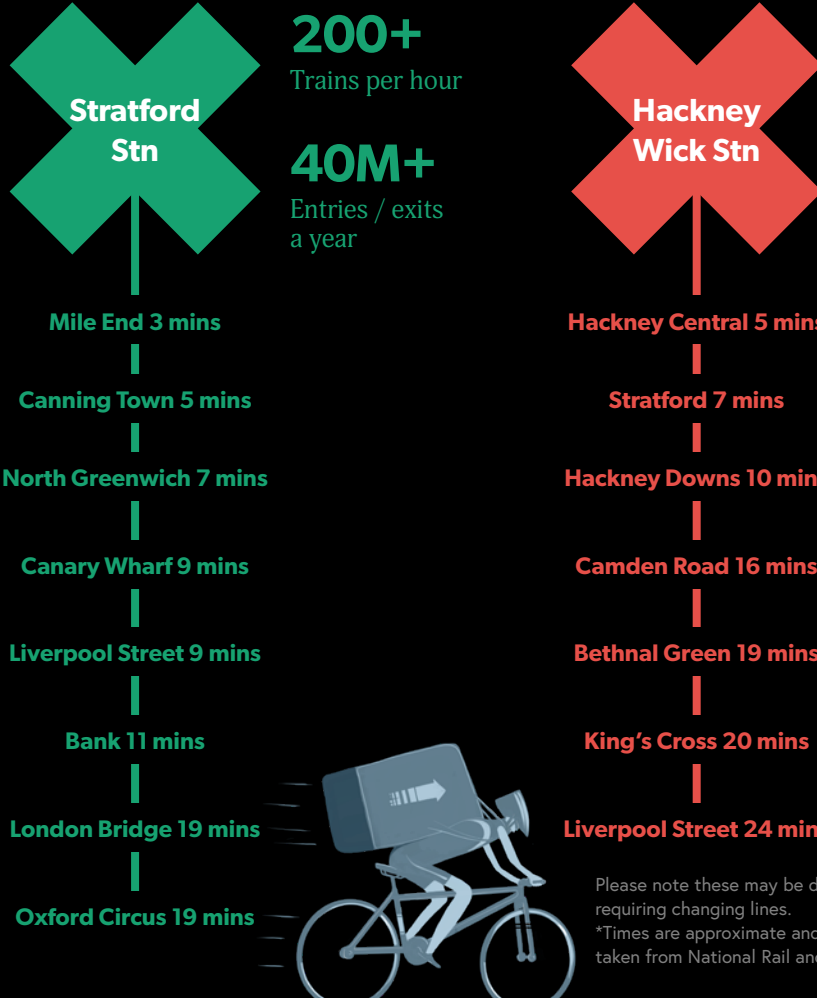 Stratford
Stn
200+
Trains per hour
40M+
Entries / exits
a year
Mile End 3 mins
Canning Town 5 mins
North Greenwich 7 mins
Canary Wharf 9 mins
Liverpool Street 9 mins
Bank 11 mins
London Bridge 19 mins
Oxford Circus 19 mins
Hackney
Wick Stn
Hackney Central 5 mins
Stratford 7 mins
Hackney Downs 10 min
Camden Road 16 mins
Bethnal Green 19 mins
King's Cross 20 mins
Liverpool Street 24 min
Please note these may be
requiring changing lines.
*Times are approximate and
taken from National Rail and